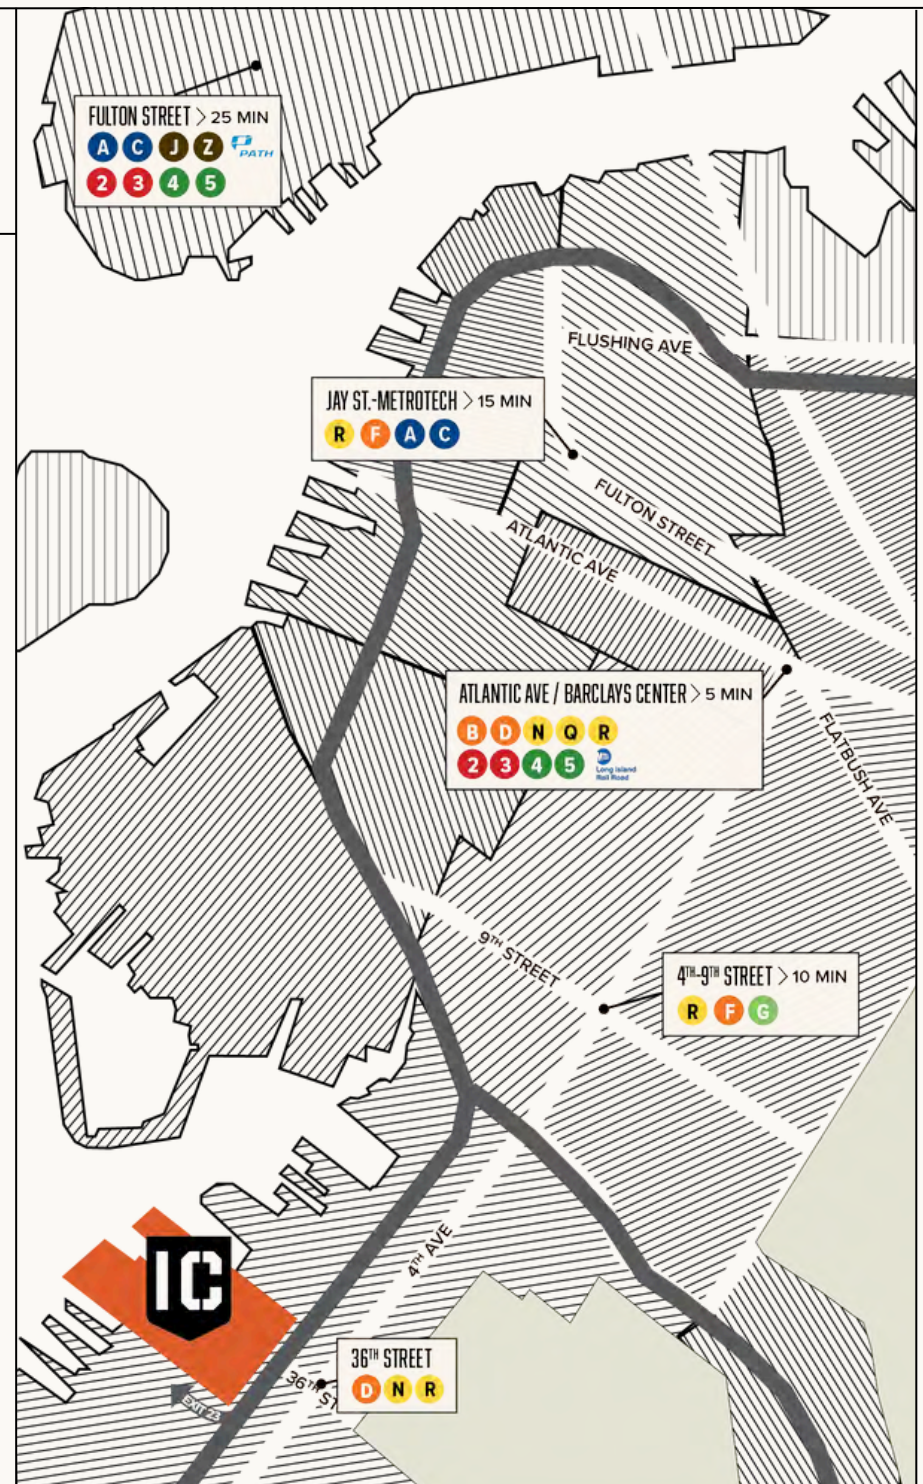 FULTON STREET > 25 MIN
A C J Z PATH
2 3 4 5
FLUSHING AVE
JAY ST.-METROTECH > 15 MIN
R F A C
FULTON STREET
ATLANTIC AVE
ATLANTIC AVE / BARCLAYS CENTER > 5 MIN
B D N Q R
2 3 4 5 Long Island
Rail Road
FLATBUSH AVE
9TH STREET
4TH-9TH STREET > 10 MIN
R F G
4TH AVE
IC
36TH STREET
D N R
36TH ST